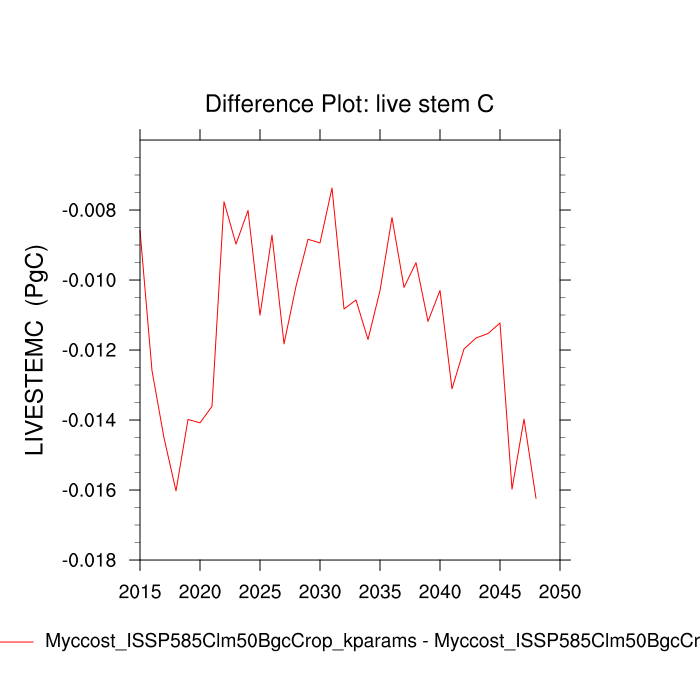 Difference Plot: live stem C
LIVESTEMC (PgC)
-0.008
-0.010
-0.012
-0.014
-0.016
-0.018
2015 2020 2025 2030 2035 2040 2045 2050
Myccost_ISSP585Clm50BgcCrop_kparams - Myccost_ISSP585Clm50BgcCr